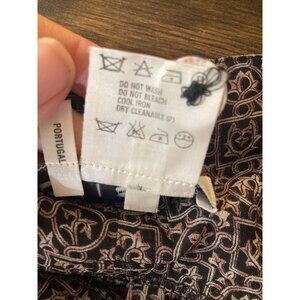 DO NOT WASH
DO NOT BLEACH
COOL IRON
DRY CLEANABLE (P)
PORTUGAL